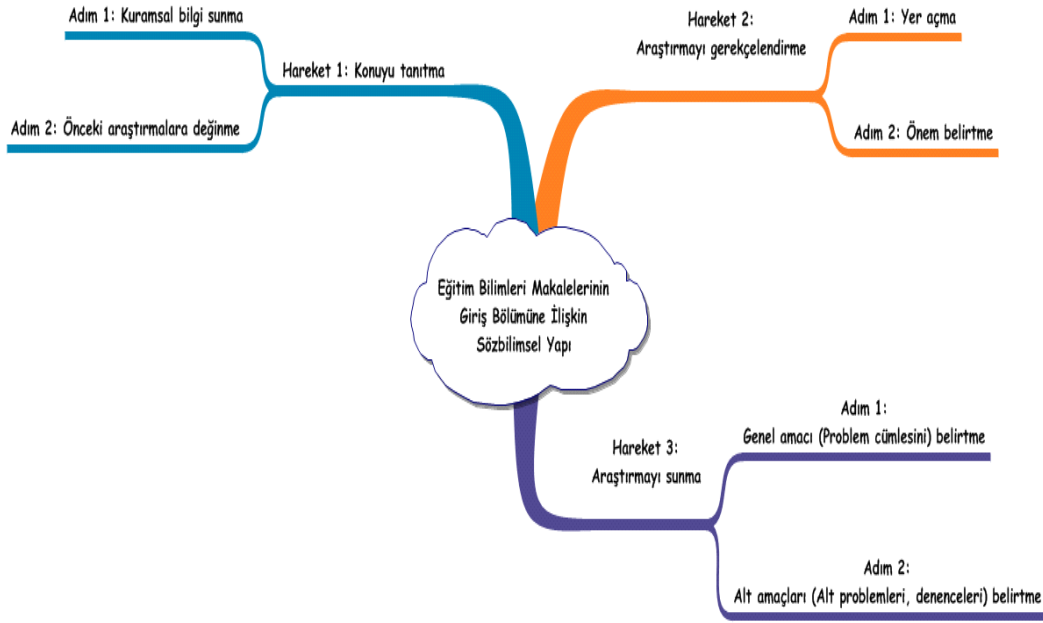 Adım 1: Kuramsal bilgi sunma
Hareket 1: Konuyu tanıtma
Adım 2: Önceki araştırmalara değinme
Hareket 2:
Araştırmayı gerekçelendirme
Adım 1: Yer açma
Adım 2: Önem belirtme
Eğitim Bilimleri Makalelerinin
Giriş Bölümüne İlişkin
Sözbilimsel Yapı
Hareket 3:
Araştırmayı sunma
Adım 1:
Genel amacı (Problem cümlesini) belirtme
Adım 2:
Alt amaçları (Alt problemleri, denenceleri) belirtme